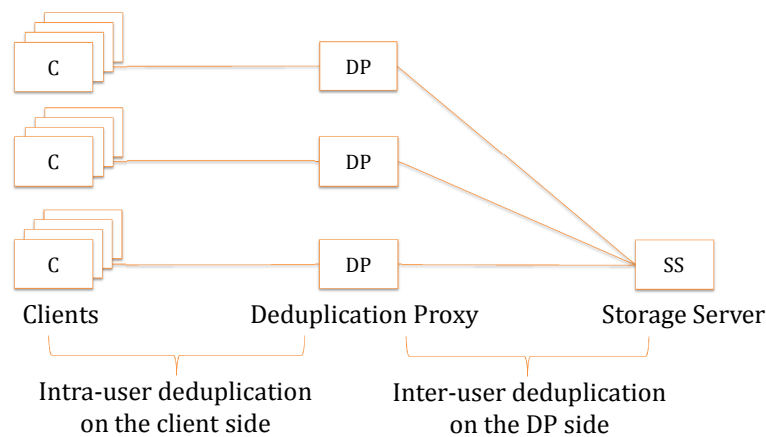 C
DP
C
DP
C
DP
SS
Clients
Deduplication Proxy
Storage Server
Intra-user deduplication
on the client side
Inter-user deduplication
on the DP side